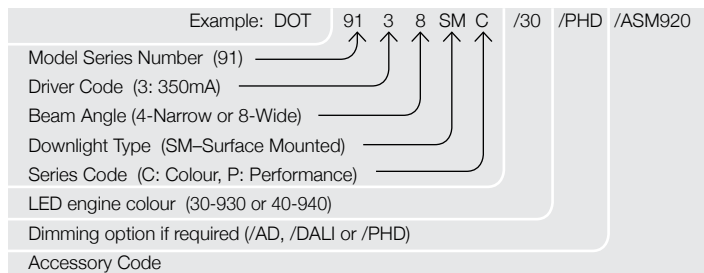 Example: DOT 91 3 8 SM C /30 /PHD /ASM920
Model Series Number (91)
Driver Code (3: 350mA)
Beam Angle (4-Narrow or 8-Wide)
Downlight Type (SM–Surface Mounted)
Series Code (C: Colour, P: Performance)
LED engine colour (30-930 or 40-940)
Dimming option if required (/AD, /DALI or /PHD)
Accessory Code